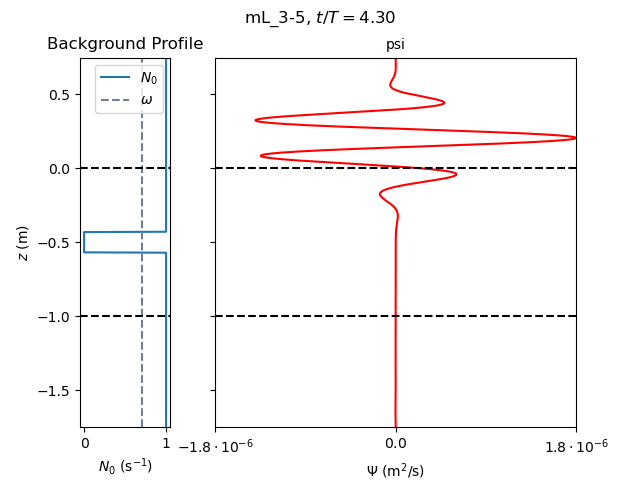 mL_3-5, t/T = 4.30
Background Profile
psi
N₀
ω
0.5
0.0
−0.5
−1.0
−1.5
z (m)
0
1
−1.8 · 10⁻⁶
0.0
1.8 · 10⁻⁶
N₀ (s⁻¹)
Ψ (m²/s)